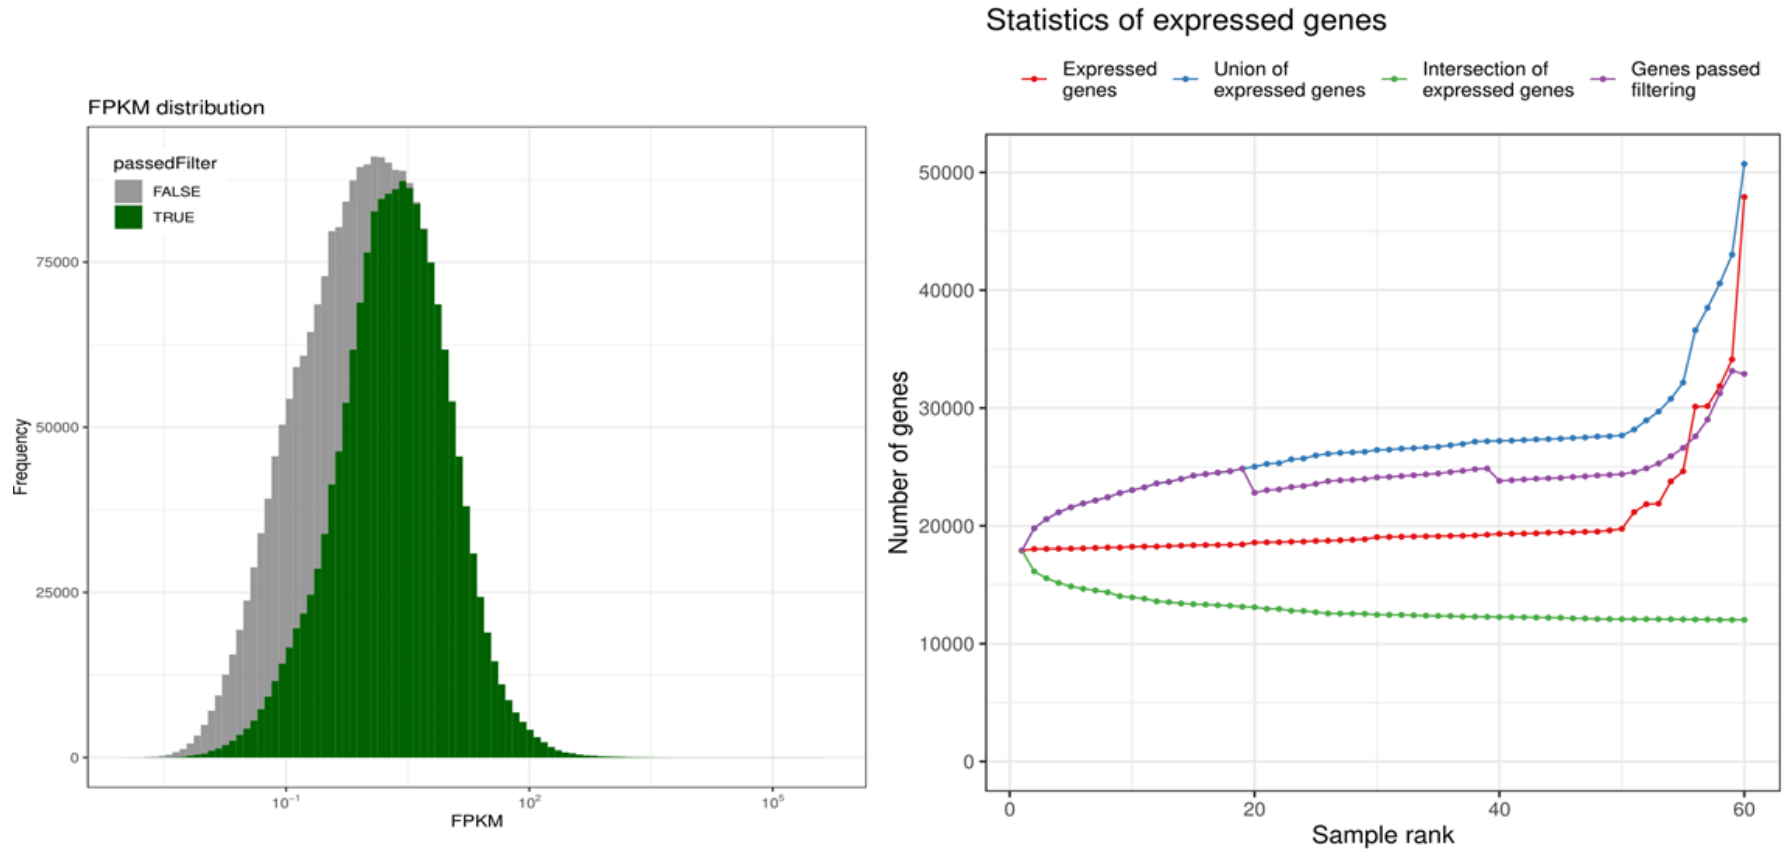 FPKM distribution
passedFilter
FALSE
TRUE
Frequency
75000
50000
25000
0
10⁻¹
10²
10⁵
FPKM
Statistics of expressed genes
Expressed genes
Union of expressed genes
Intersection of expressed genes
Genes passed filtering
Number of genes
50000
40000
30000
20000
10000
0
0
20
40
60
Sample rank